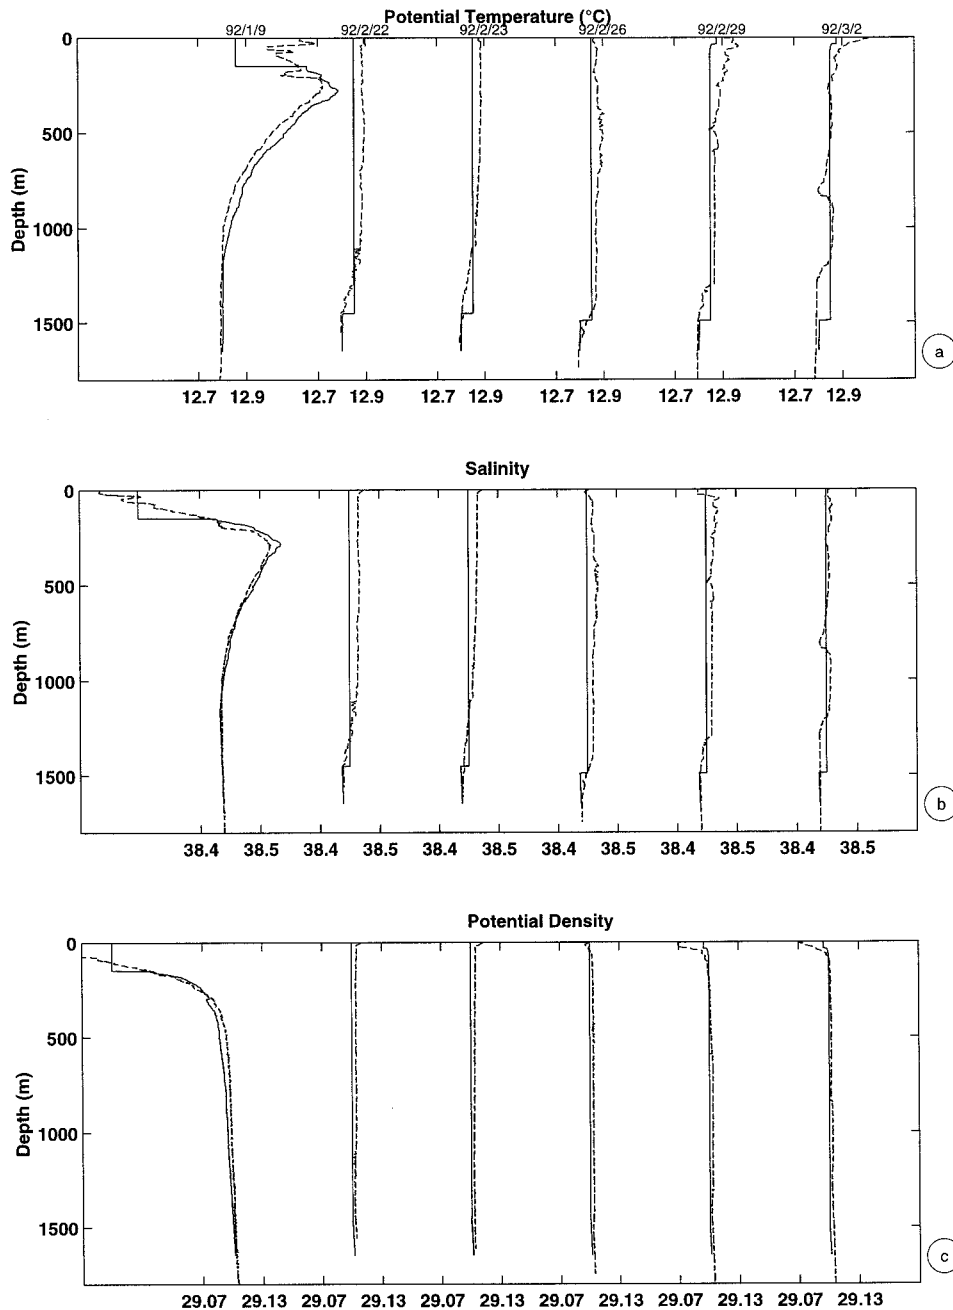 Potential Temperature (°C)
92/1/9 92/2/22 92/2/23 92/2/26 92/2/29 92/3/2
0
500
1000
1500
Depth (m)
a
12.7 12.9 12.7 12.9 12.7 12.9 12.7 12.9 12.7 12.9 12.7 12.9
Salinity
0
500
1000
1500
Depth (m)
b
38.4 38.5 38.4 38.5 38.4 38.5 38.4 38.5 38.4 38.5 38.4 38.5
Potential Density
0
500
1000
1500
Depth (m)
c
29.07 29.13 29.07 29.13 29.07 29.13 29.07 29.13 29.07 29.13 29.07 29.13